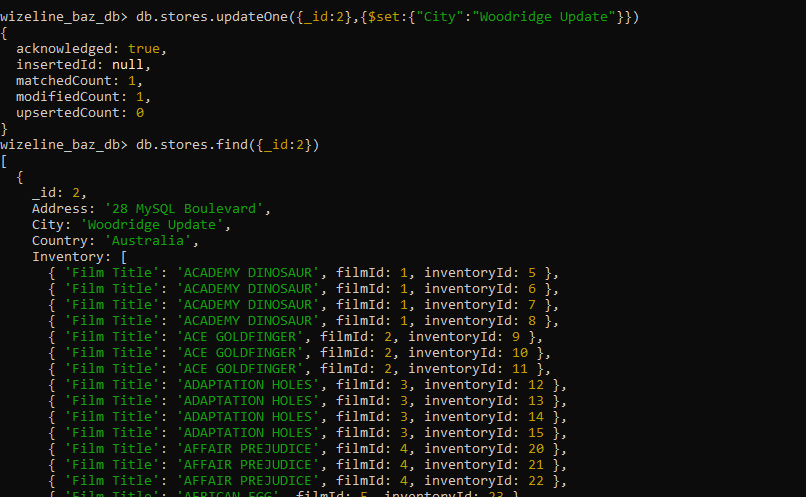 wizeline_baz_db> db.stores.updateOne({_id:2},{$set:{"City":"Woodridge Update"}})
{
  acknowledged: true,
  insertedId: null,
  matchedCount: 1,
  modifiedCount: 1,
  upsertedCount: 0
}
wizeline_baz_db> db.stores.find({_id:2})
[
  {
    _id: 2,
    Address: '28 MySQL Boulevard',
    City: 'Woodridge Update',
    Country: 'Australia',
    Inventory: [
      { 'Film Title': 'ACADEMY DINOSAUR', filmId: 1, inventoryId: 5 },
      { 'Film Title': 'ACADEMY DINOSAUR', filmId: 1, inventoryId: 6 },
      { 'Film Title': 'ACADEMY DINOSAUR', filmId: 1, inventoryId: 7 },
      { 'Film Title': 'ACADEMY DINOSAUR', filmId: 1, inventoryId: 8 },
      { 'Film Title': 'ACE GOLDFINGER', filmId: 2, inventoryId: 9 },
      { 'Film Title': 'ACE GOLDFINGER', filmId: 2, inventoryId: 10 },
      { 'Film Title': 'ACE GOLDFINGER', filmId: 2, inventoryId: 11 },
      { 'Film Title': 'ADAPTATION HOLES', filmId: 3, inventoryId: 12 },
      { 'Film Title': 'ADAPTATION HOLES', filmId: 3, inventoryId: 13 },
      { 'Film Title': 'ADAPTATION HOLES', filmId: 3, inventoryId: 14 },
      { 'Film Title': 'ADAPTATION HOLES', filmId: 3, inventoryId: 15 },
      { 'Film Title': 'AFFAIR PREJUDICE', filmId: 4, inventoryId: 20 },
      { 'Film Title': 'AFFAIR PREJUDICE', filmId: 4, inventoryId: 21 },
      { 'Film Title': 'AFFAIR PREJUDICE', filmId: 4, inventoryId: 22 },
      { 'Film Title': 'AFRICAN EGG', filmId: 5, inventoryId: 23 }